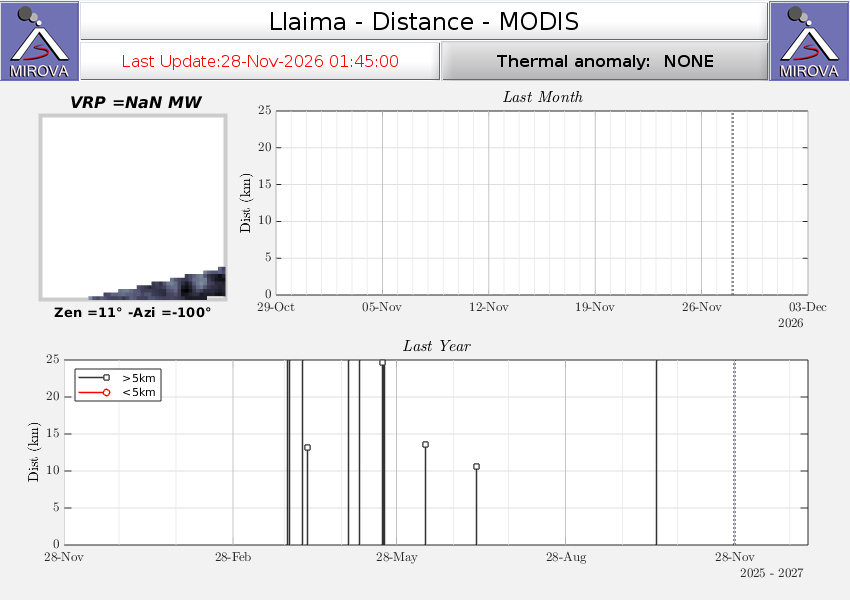 Llaima - Distance - MODIS
MIROVA
Last Update:28-Nov-2026 01:45:00
Thermal anomaly: NONE
MIROVA
VRP =NaN MW
Zen =11° -Azi =-100°
Last Month
Dist (km)
25
20
15
10
5
0
29-Oct
05-Nov
12-Nov
19-Nov
26-Nov
03-Dec
2026
Last Year
Dist (km)
25
20
15
10
5
0
>5km
<5km
28-Nov
28-Feb
28-May
28-Aug
28-Nov
2025 - 2027